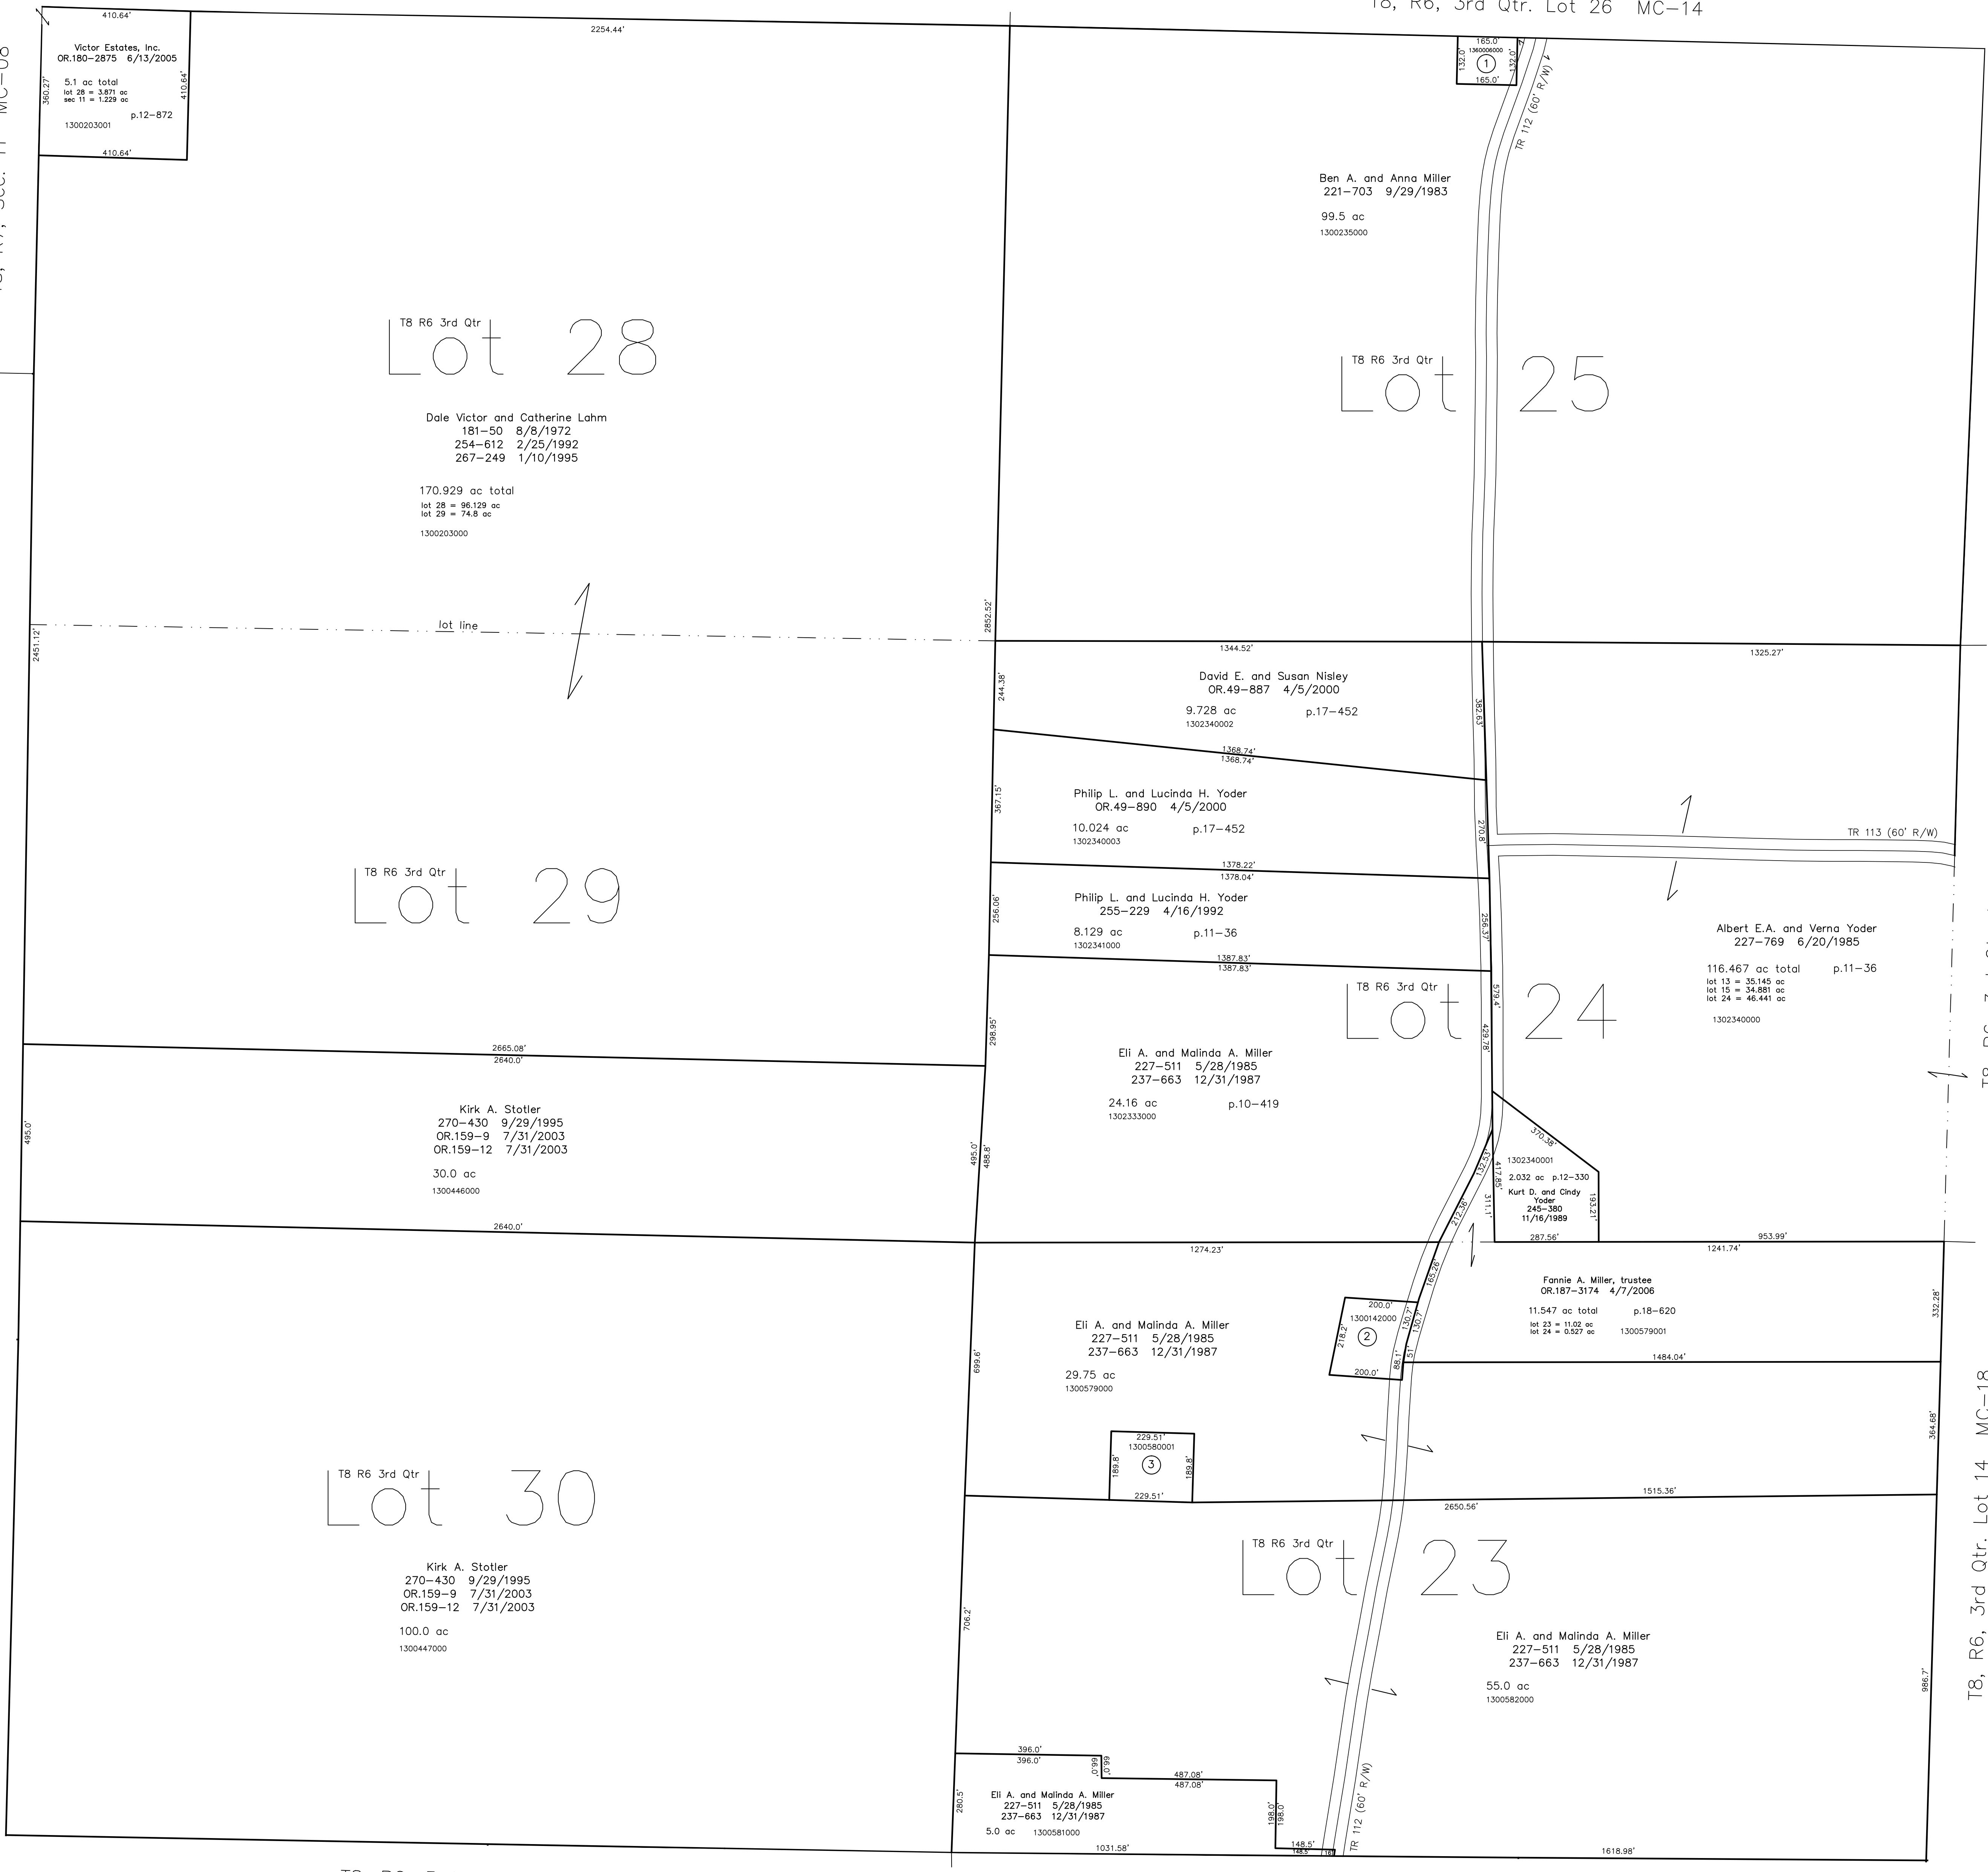 T8, R6, 3rd Qtr. Lot 26 MC-14
410.64'
2254.44'
Victor Estates, Inc.
OR.180-2875 6/13/2005
5.1 ac total
lot 28 = 3.871 ac
sec 11 = 1.229 ac
p.12-872
1300203001
360.27'
410.64'
410.64'
165.0'
1360006000
1
132.0'
132.0'
165.0'
TR 112 (60' R/W)
Ben A. and Anna Miller
221-703 9/29/1983
99.5 ac
1300235000
T8 R6 3rd Qtr
Lot 28
Dale Victor and Catherine Lahm
181-50 8/8/1972
254-612 2/25/1992
267-249 1/10/1995
170.929 ac total
lot 28 = 96.129 ac
lot 29 = 74.8 ac
1300203000
T8 R6 3rd Qtr
Lot 25
lot line
2451.12'
2852.52'
1344.52'
1325.27'
David E. and Susan Nisley
OR.49-887 4/5/2000
9.728 ac p.17-452
1302340002
244.38'
382.63'
1368.74'
1368.74'
Philip L. and Lucinda H. Yoder
OR.49-890 4/5/2000
10.024 ac p.17-452
1302340003
367.15'
270.8'
1378.22'
1378.04'
TR 113 (60' R/W)
Philip L. and Lucinda H. Yoder
255-229 4/16/1992
8.129 ac p.11-36
1302341000
256.06'
256.37'
1387.83'
1387.83'
T8 R6 3rd Qtr
Lot 29
T8 R6 3rd Qtr
Lot 24
Albert E.A. and Verna Yoder
227-769 6/20/1985
116.467 ac total p.11-36
lot 13 = 35.145 ac
lot 15 = 34.881 ac
lot 24 = 46.441 ac
1302340000
579.4'
429.78'
298.95'
2665.08'
2640.0'
Eli A. and Malinda A. Miller
227-511 5/28/1985
237-663 12/31/1987
24.16 ac p.10-419
1302333000
Kirk A. Stotler
270-430 9/29/1995
OR.159-9 7/31/2003
OR.159-12 7/31/2003
30.0 ac
1300446000
495.0'
495.0'
488.8'
370.38'
1302340001
2.032 ac p.12-330
Kurt D. and Cindy
Yoder
245-380
11/16/1989
132.53'
417.85'
311.1'
193.21'
212.36'
287.56'
953.99'
2640.0'
1274.23'
1241.74'
Fannie A. Miller, trustee
OR.187-3174 4/7/2006
11.547 ac total p.18-620
lot 23 = 11.02 ac
lot 24 = 0.527 ac
1300579001
165.26'
332.28'
200.0'
1300142000
2
218.2'
130.7'
130.7'
88.1'
51'
200.0'
1484.04'
Eli A. and Malinda A. Miller
227-511 5/28/1985
237-663 12/31/1987
29.75 ac
1300579000
699.6'
364.68'
229.51'
1300580001
3
189.8'
189.8'
229.51'
1515.36'
2650.56'
T8 R6 3rd Qtr
Lot 30
Kirk A. Stotler
270-430 9/29/1995
OR.159-9 7/31/2003
OR.159-12 7/31/2003
100.0 ac
1300447000
T8 R6 3rd Qtr
Lot 23
706.2'
Eli A. and Malinda A. Miller
227-511 5/28/1985
237-663 12/31/1987
55.0 ac
1300582000
986.7'
T8, R6, 3rd Qtr. Lot 14 MC-18
396.0'
396.0'
66.0'
66.0'
487.08'
487.08'
Eli A. and Malinda A. Miller
227-511 5/28/1985
237-663 12/31/1987
5.0 ac 1300581000
280.5'
198.0'
198.0'
148.5'
148.5'
1031.58'
TR 112 (60' R/W)
1618.98'